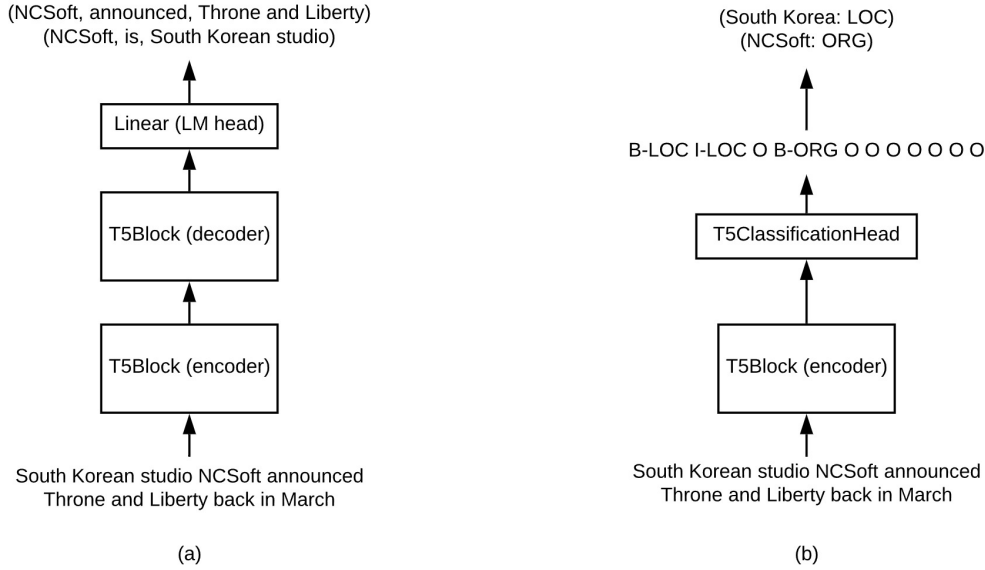 (NCSoft, announced, Throne and Liberty)
(NCSoft, is, South Korean studio)
Linear (LM head)
T5Block (decoder)
T5Block (encoder)
South Korean studio NCSoft announced
Throne and Liberty back in March
(a)
(South Korea: LOC)
(NCSoft: ORG)
B-LOC I-LOC O B-ORG O O O O O O O
T5ClassificationHead
T5Block (encoder)
South Korean studio NCSoft announced
Throne and Liberty back in March
(b)